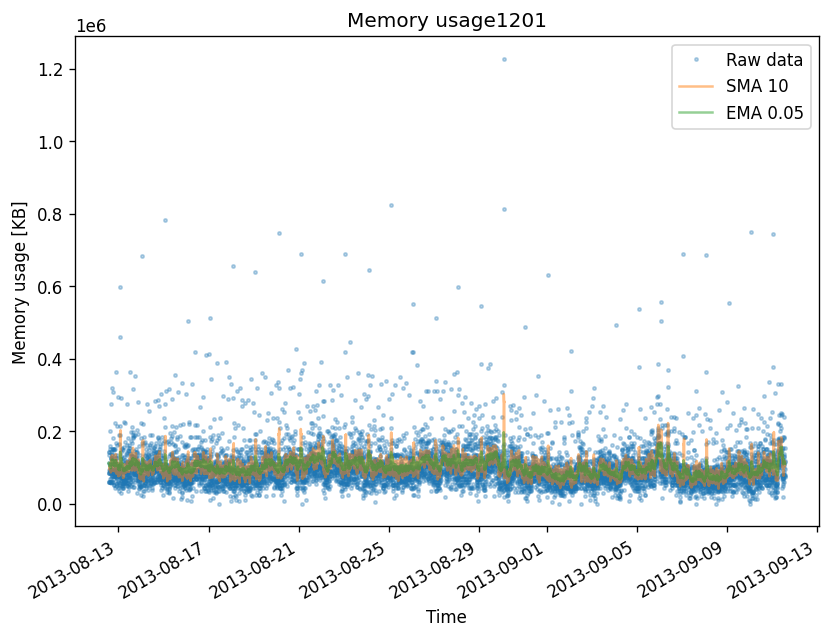 Memory usage1201
1e6
Raw data
SMA 10
EMA 0.05
1.2
1.0
0.8
0.6
0.4
0.2
0.0
Memory usage [KB]
2013-08-13
2013-08-17
2013-08-21
2013-08-25
2013-08-29
2013-09-01
2013-09-05
2013-09-09
2013-09-13
Time